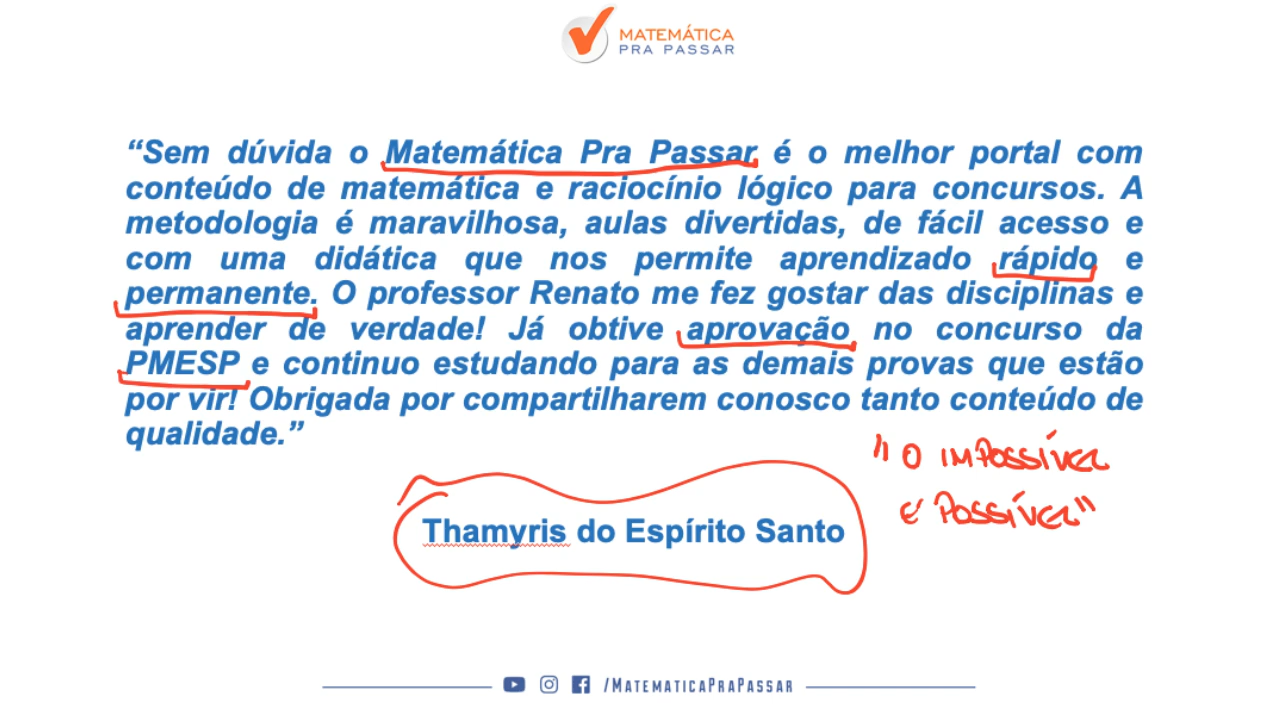 MATEMÁTICA
PRA PASSAR
“Sem dúvida o Matemática Pra Passar é o melhor portal com
conteúdo de matemática e raciocínio lógico para concursos. A
metodologia é maravilhosa, aulas divertidas, de fácil acesso e
com uma didática que nos permite aprendizado rápido e
permanente. O professor Renato me fez gostar das disciplinas e
aprender de verdade! Já obtive aprovação no concurso da
PMESP e continuo estudando para as demais provas que estão
por vir! Obrigada por compartilharem conosco tanto conteúdo de
qualidade.”
"O IMPOSSÍVEL
É POSSÍVEL"
Thamyris do Espírito Santo
/MATEMATICAPRAPASSAR